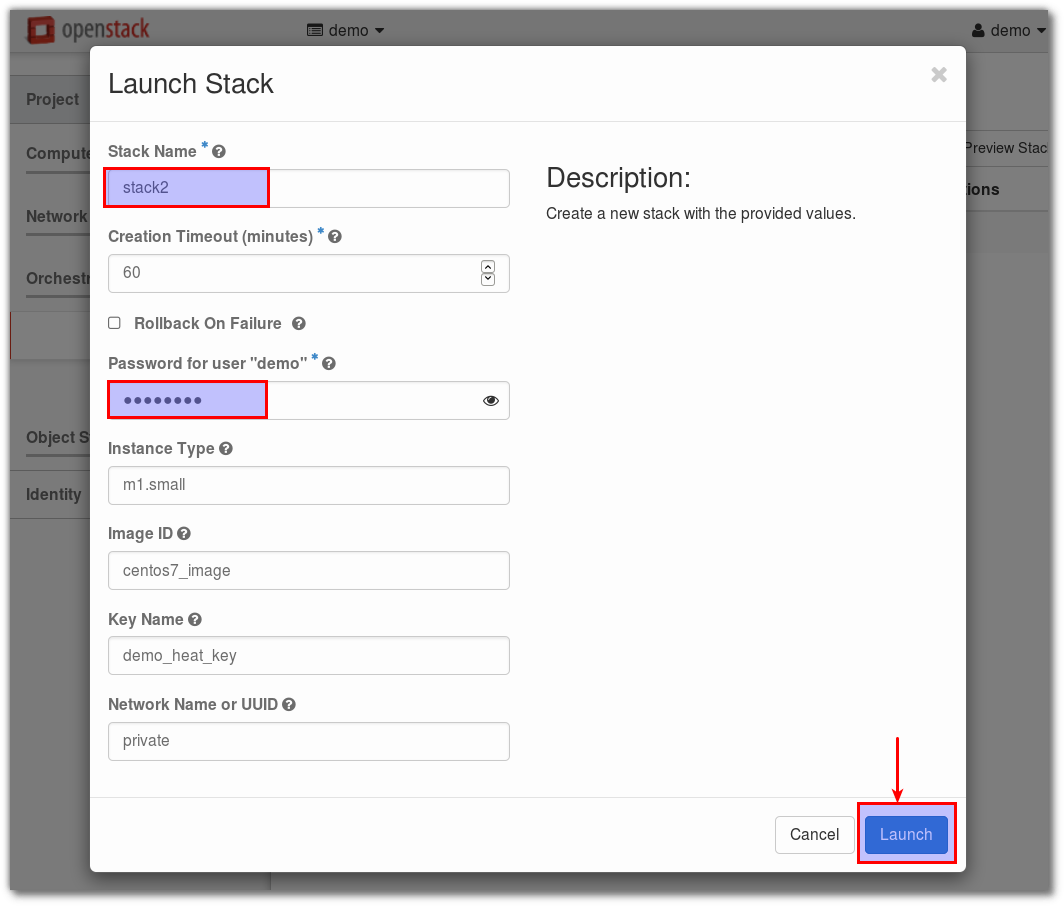 openstack
demo
demo
Launch Stack
Project
Stack Name *
Compute
Preview Stac
stack2
Description:
ions
Create a new stack with the provided values.
Network
Creation Timeout (minutes) *
60
Orchestr
Rollback On Failure
Password for user "demo" *
••••••••
Object S
Instance Type
m1.small
Identity
Image ID
centos7_image
Key Name
demo_heat_key
Network Name or UUID
private
Cancel
Launch